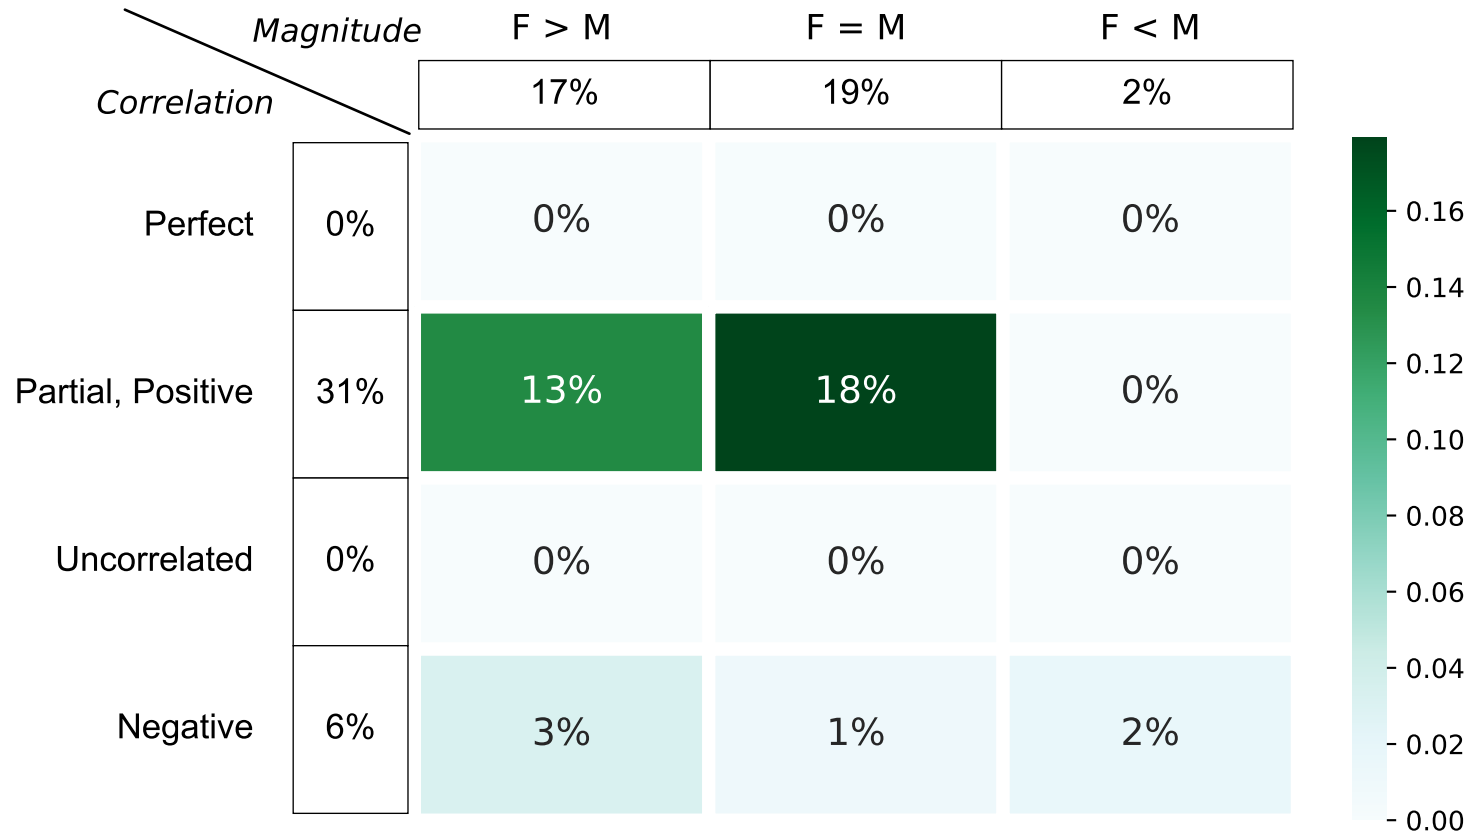 Magnitude F > M F = M F < M
Correlation 17% 19% 2%
Perfect 0% 0% 0% 0%
Partial, Positive 31% 13% 18% 0%
Uncorrelated 0% 0% 0% 0%
Negative 6% 3% 1% 2%
0.16
0.14
0.12
0.10
0.08
0.06
0.04
0.02
0.00